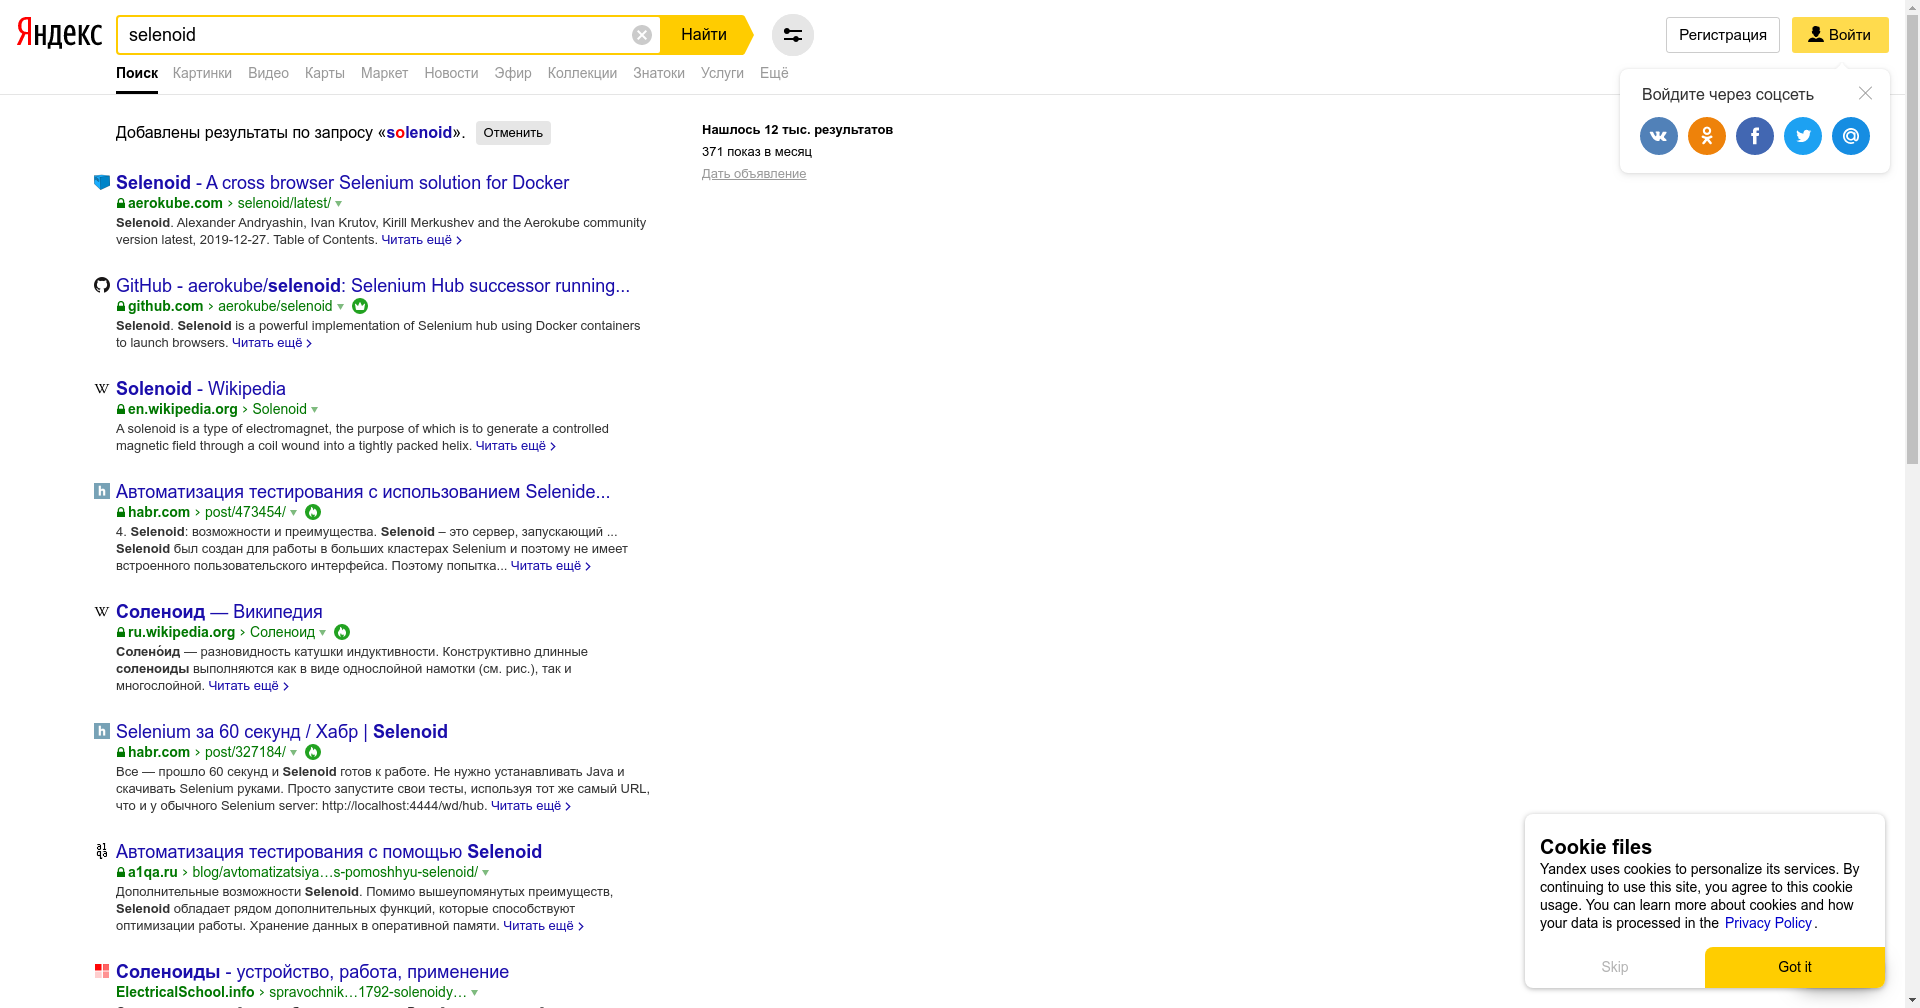 Яндекс
selenoid
Найти
Регистрация
Войти
Поиск Картинки Видео Карты Маркет Новости Эфир Коллекции Знатоки Услуги Ещё
Войдите через соцсеть
Добавлены результаты по запросу «solenoid». Отменить
Нашлось 12 тыс. результатов
371 показ в месяц
Дать объявление
Selenoid - A cross browser Selenium solution for Docker
aerokube.com › selenoid/latest/
Selenoid. Alexander Andryashin, Ivan Krutov, Kirill Merkushev and the Aerokube community
version latest, 2019-12-27. Table of Contents. Читать ещё ›
GitHub - aerokube/selenoid: Selenium Hub successor running...
github.com › aerokube/selenoid
Selenoid. Selenoid is a powerful implementation of Selenium hub using Docker containers
to launch browsers. Читать ещё ›
W Solenoid - Wikipedia
en.wikipedia.org › Solenoid
A solenoid is a type of electromagnet, the purpose of which is to generate a controlled
magnetic field through a coil wound into a tightly packed helix. Читать ещё ›
h Автоматизация тестирования с использованием Selenide...
habr.com › post/473454/
4. Selenoid: возможности и преимущества. Selenoid – это сервер, запускающий ...
Selenoid был создан для работы в больших кластерах Selenium и поэтому не имеет
встроенного пользовательского интерфейса. Поэтому попытка... Читать ещё ›
W Соленоид — Википедия
ru.wikipedia.org › Соленоид
Солено́ид — разновидность катушки индуктивности. Конструктивно длинные
соленоиды выполняются как в виде однослойной намотки (см. рис.), так и
многослойной. Читать ещё ›
h Selenium за 60 секунд / Хабр | Selenoid
habr.com › post/327184/
Все — прошло 60 секунд и Selenoid готов к работе. Не нужно устанавливать Java и
скачивать Selenium руками. Просто запустите свои тесты, используя тот же самый URL,
что и у обычного Selenium server: http://localhost:4444/wd/hub. Читать ещё ›
a1qa Автоматизация тестирования с помощью Selenoid
a1qa.ru › blog/avtomatizatsiya…s-pomoshhyu-selenoid/
Дополнительные возможности Selenoid. Помимо вышеупомянутых преимуществ,
Selenoid обладает рядом дополнительных функций, которые способствуют
оптимизации работы. Хранение данных в оперативной памяти. Читать ещё ›
Соленоиды - устройство, работа, применение
ElectricalSchool.info › spravochnik…1792-solenoidy…
Cookie files
Yandex uses cookies to personalize its services. By
continuing to use this site, you agree to this cookie
usage. You can learn more about cookies and how
your data is processed in the Privacy Policy.
Skip
Got it